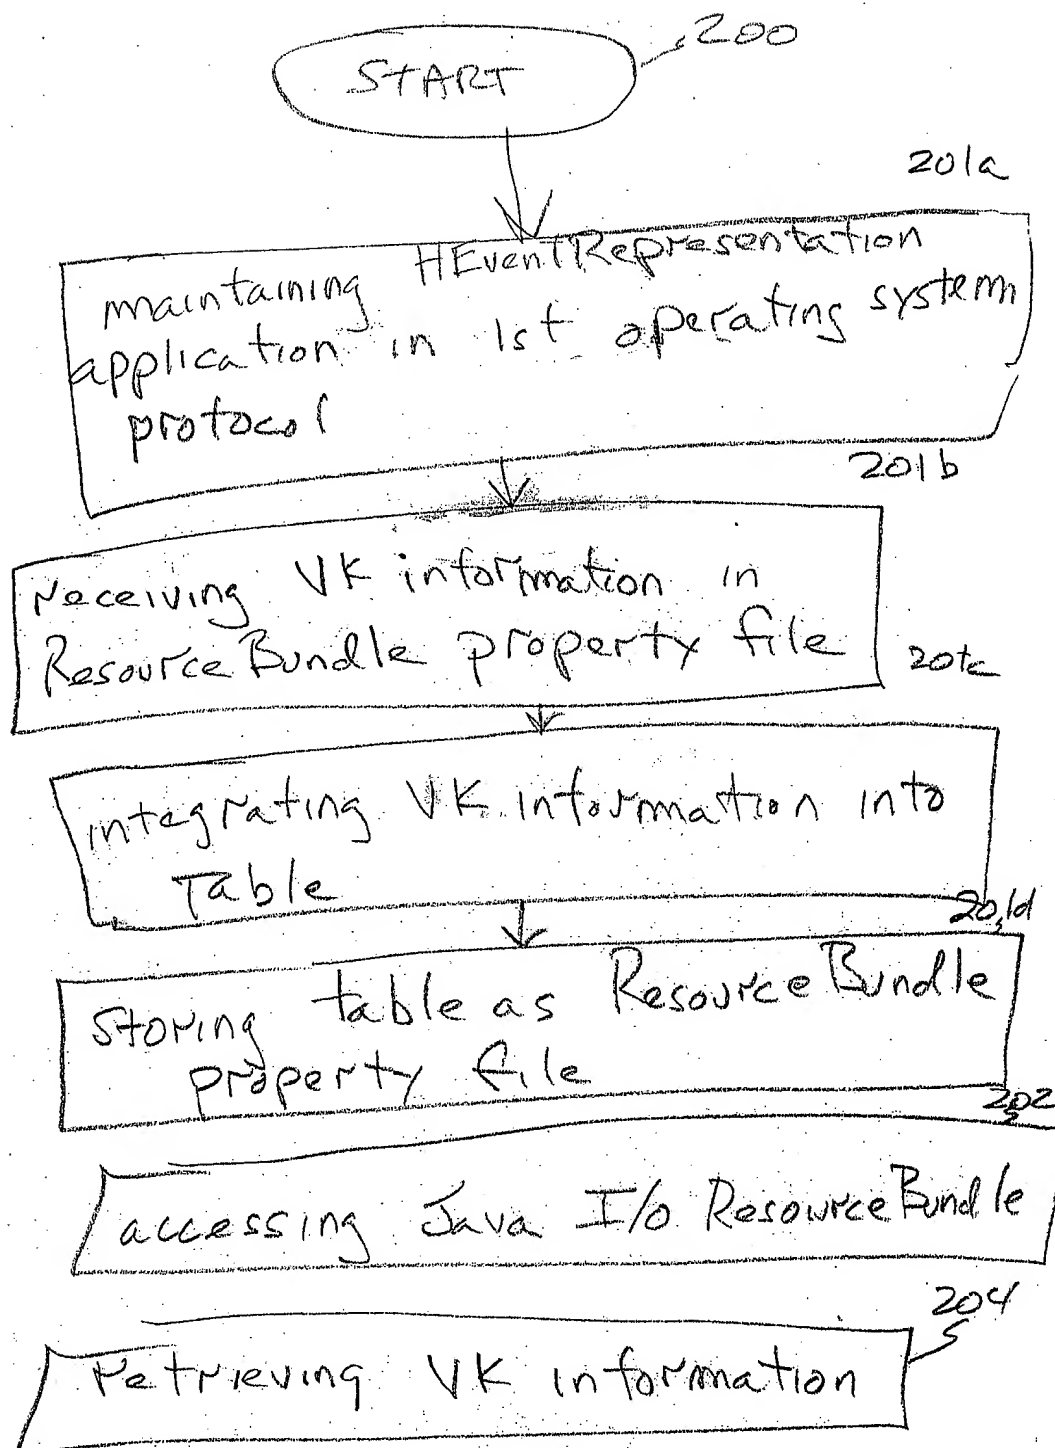 200
START
201a
maintaining HEventRepresentation
application in 1st operating system
protocol
201b
receiving VK information in
ResourceBundle property file
201c
integrating VK information into
Table
201d
storing table as ResourceBundle
property file
202
accessing Java I/O ResourceBundle
204
retrieving VK information